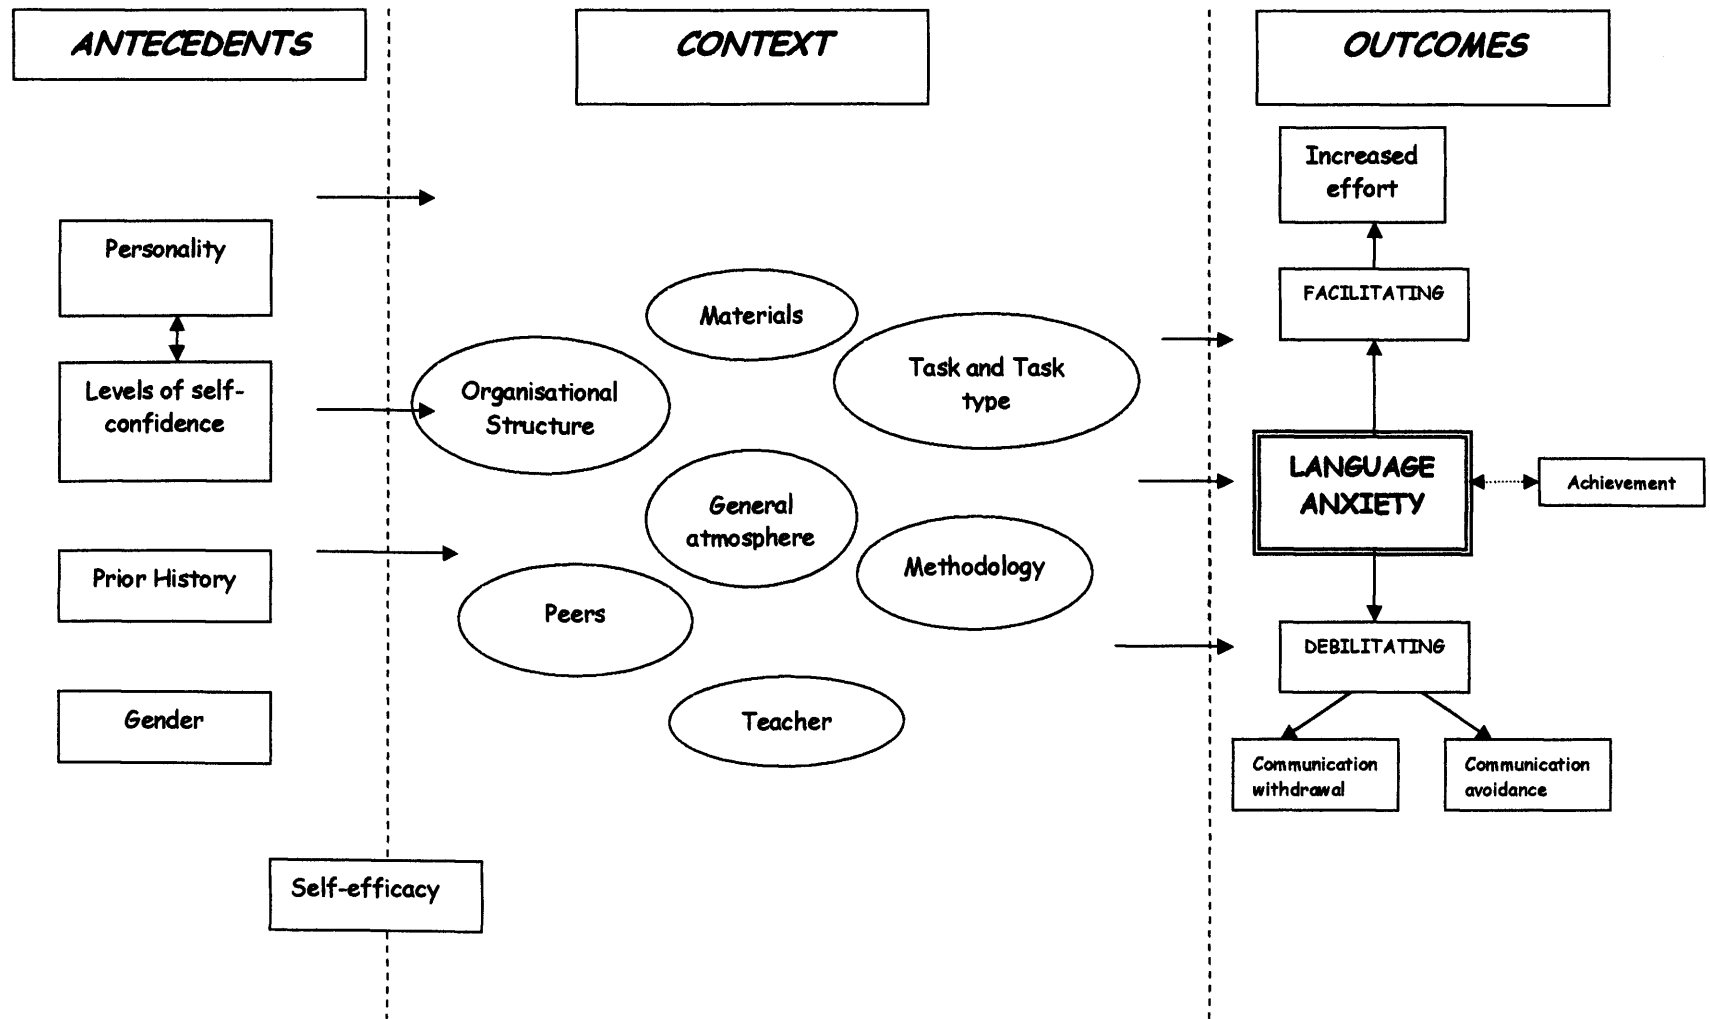 ANTECEDENTS
CONTEXT
OUTCOMES
Personality
Levels of self-
confidence
Prior History
Gender
Self-efficacy
Materials
Organisational
Structure
Task and Task
type
General
atmosphere
Methodology
Peers
Teacher
Increased
effort
FACILITATING
LANGUAGE
ANXIETY
Achievement
DEBILITATING
Communication
withdrawal
Communication
avoidance